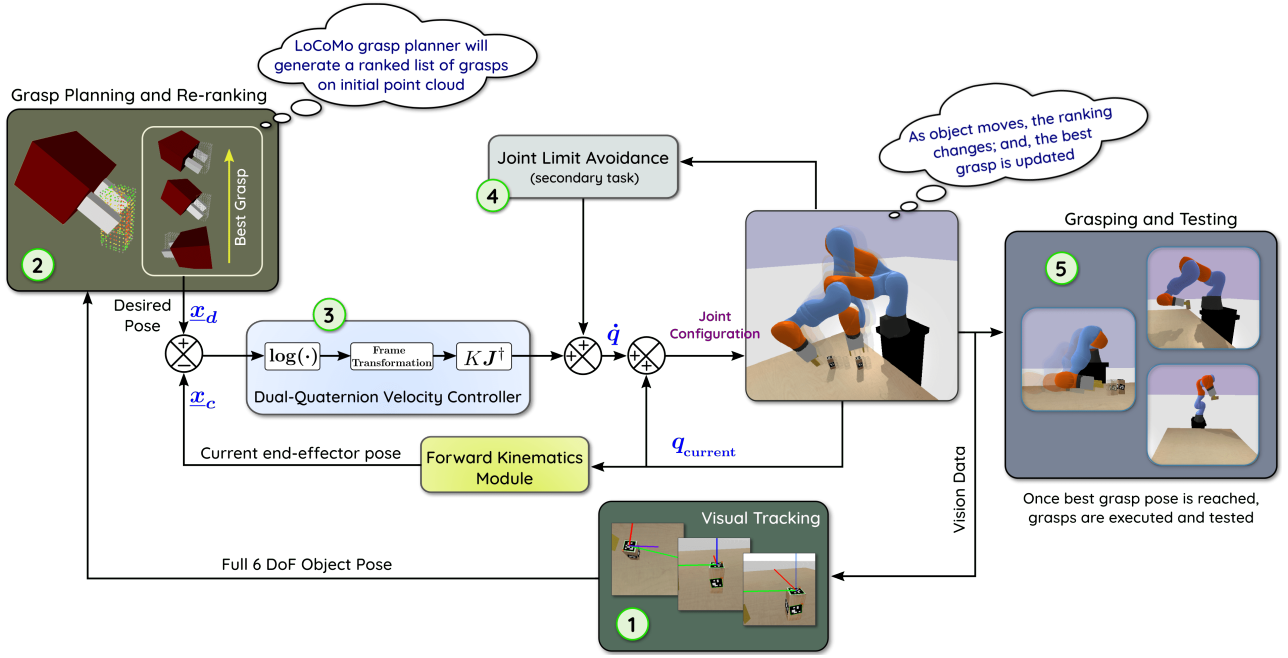 LoCoMo grasp planner will
generate a ranked list of grasps
on initial point cloud
Grasp Planning and Re-ranking
Best Grasp
2
As object moves, the ranking
changes; and, the best
grasp is updated
Joint Limit Avoidance
(secondary task)
4
Grasping and Testing
5
Desired
Pose
x_d
3
log(·)
Frame
Transformation
KJ†
Dual-Quaternion Velocity Controller
+
−
x_c
+
+
q̇
+
+
Joint
Configuration
q_current
Current end-effector pose
Forward Kinematics
Module
Vision Data
Once best grasp pose is reached,
grasps are executed and tested
Visual Tracking
1
Full 6 DoF Object Pose